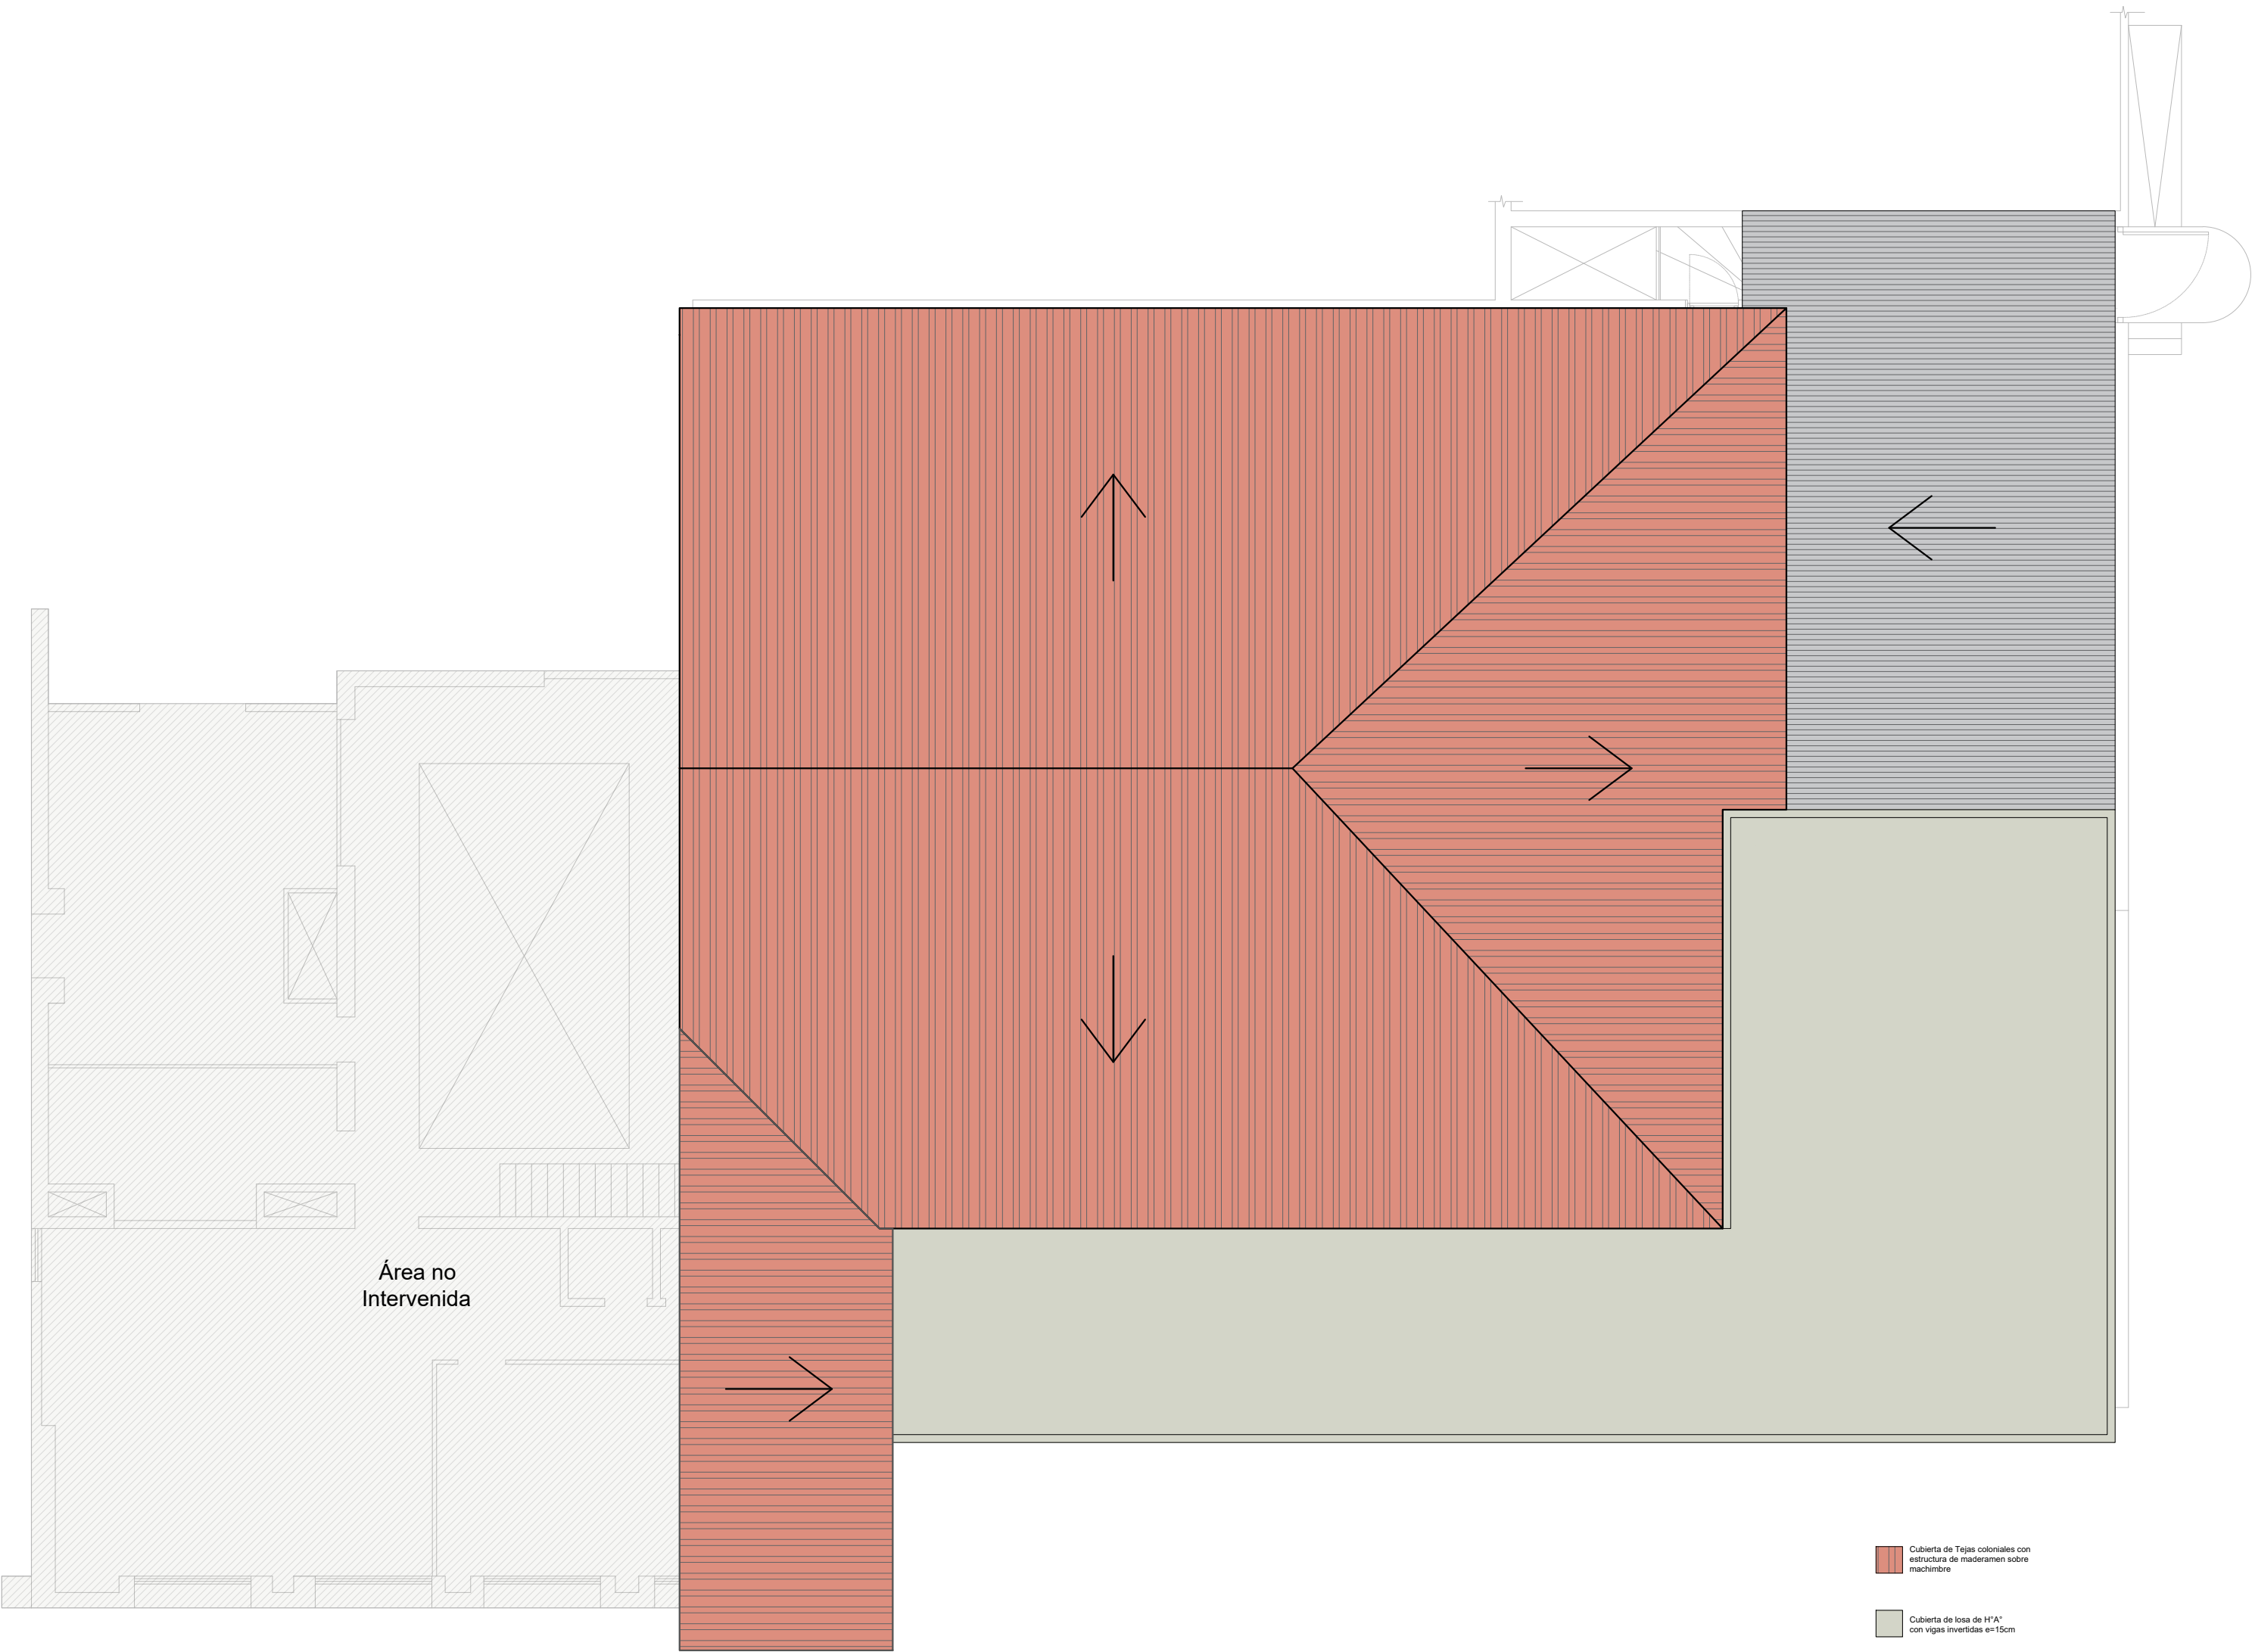 Área no
Intervenida
Cubierta de Tejas coloniales con
estructura de maderamen sobre
machimbre
Cubierta de losa de H°A°
con vigas invertidas e=15cm